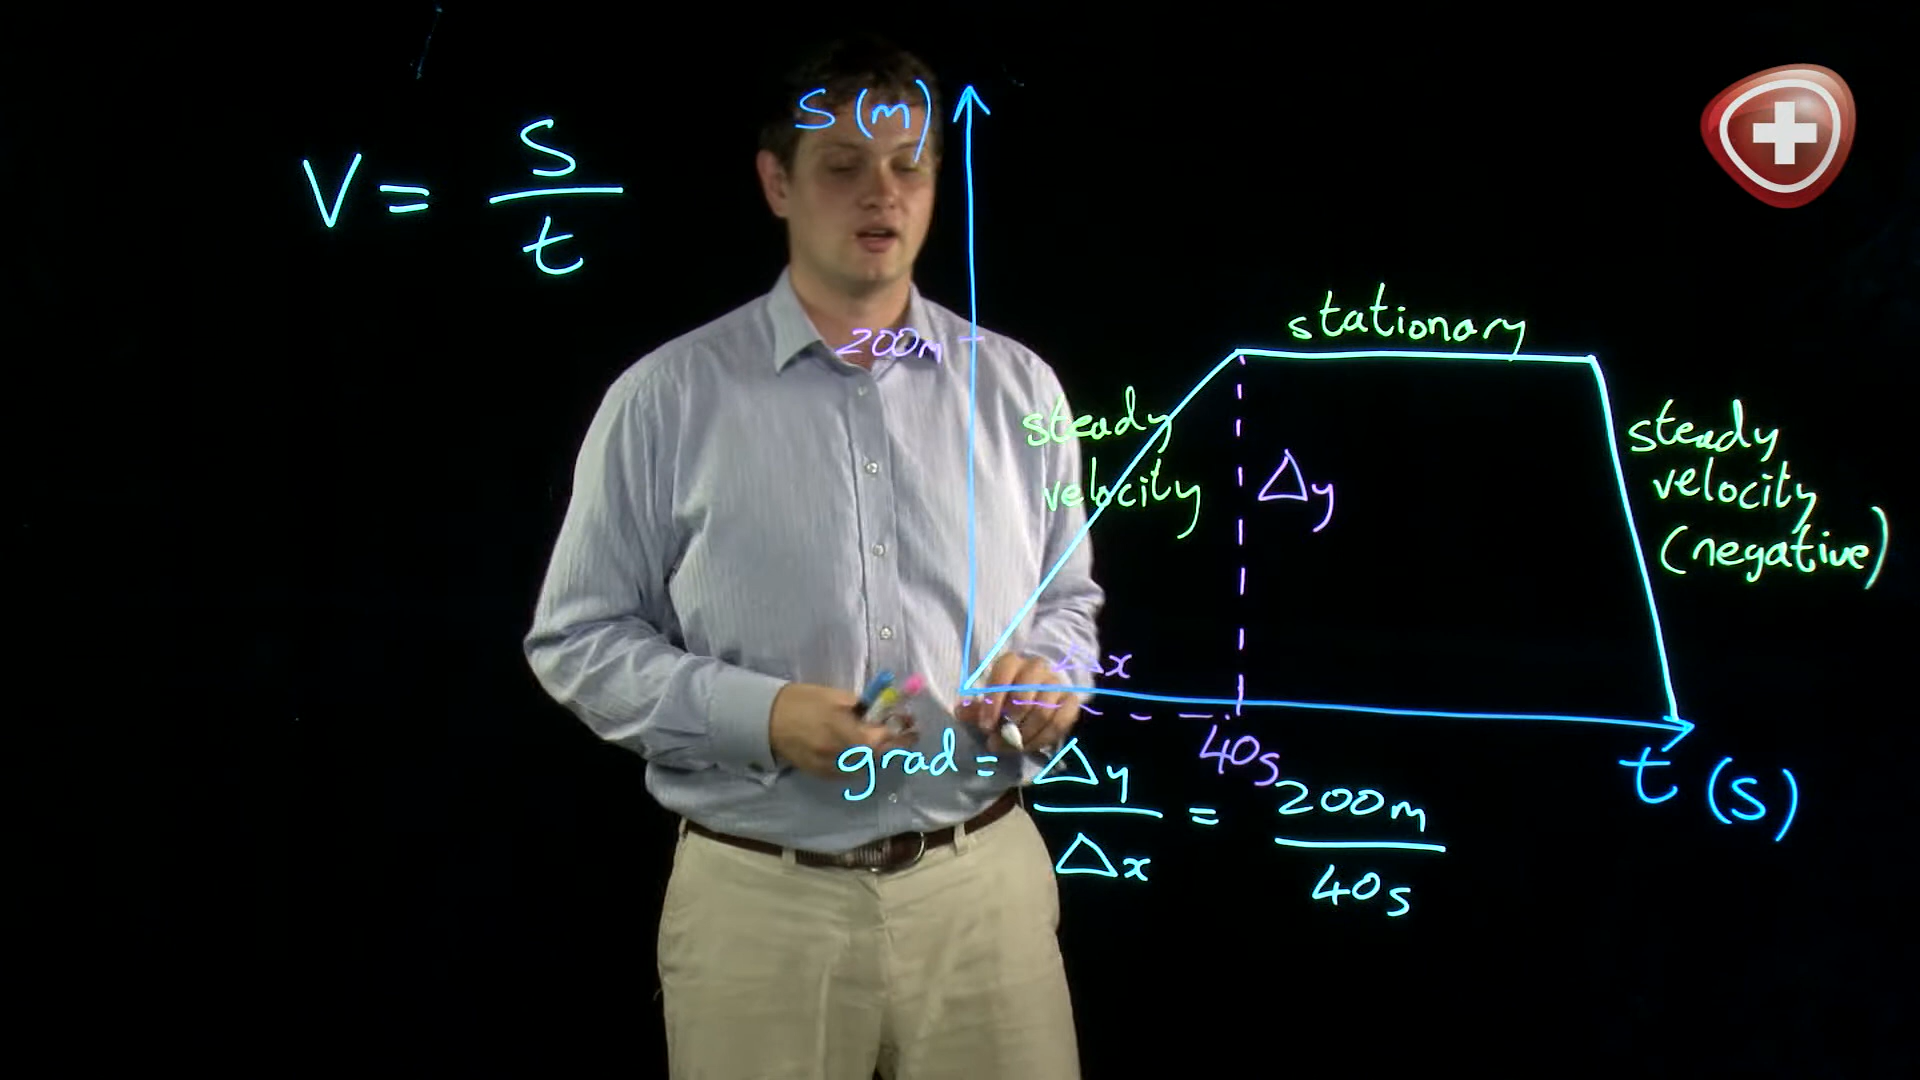 V = s/t
S (m)
200m
stationary
steady
velocity
Δy
steady
velocity
(negative)
Δx
40s
t (s)
grad = Δy/Δx = 200m/40s